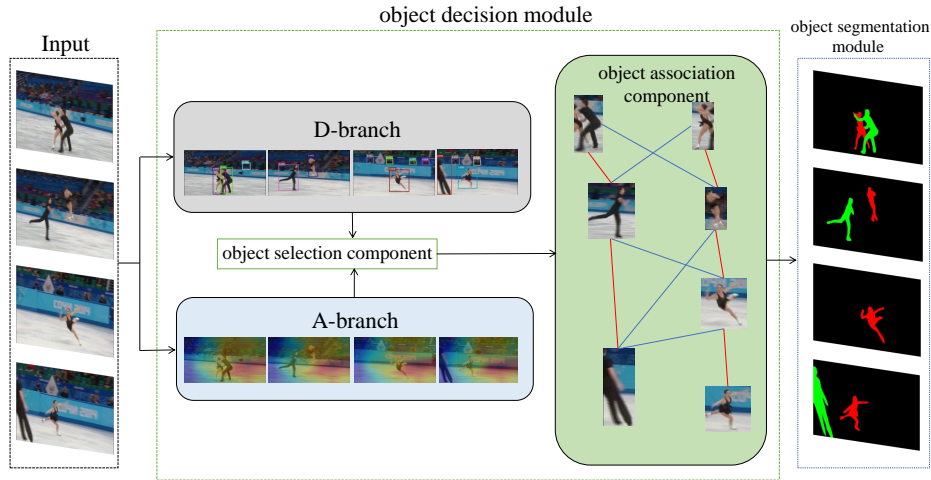 object decision module
Input
object segmentation
module
D-branch
object association
component
object selection component
A-branch